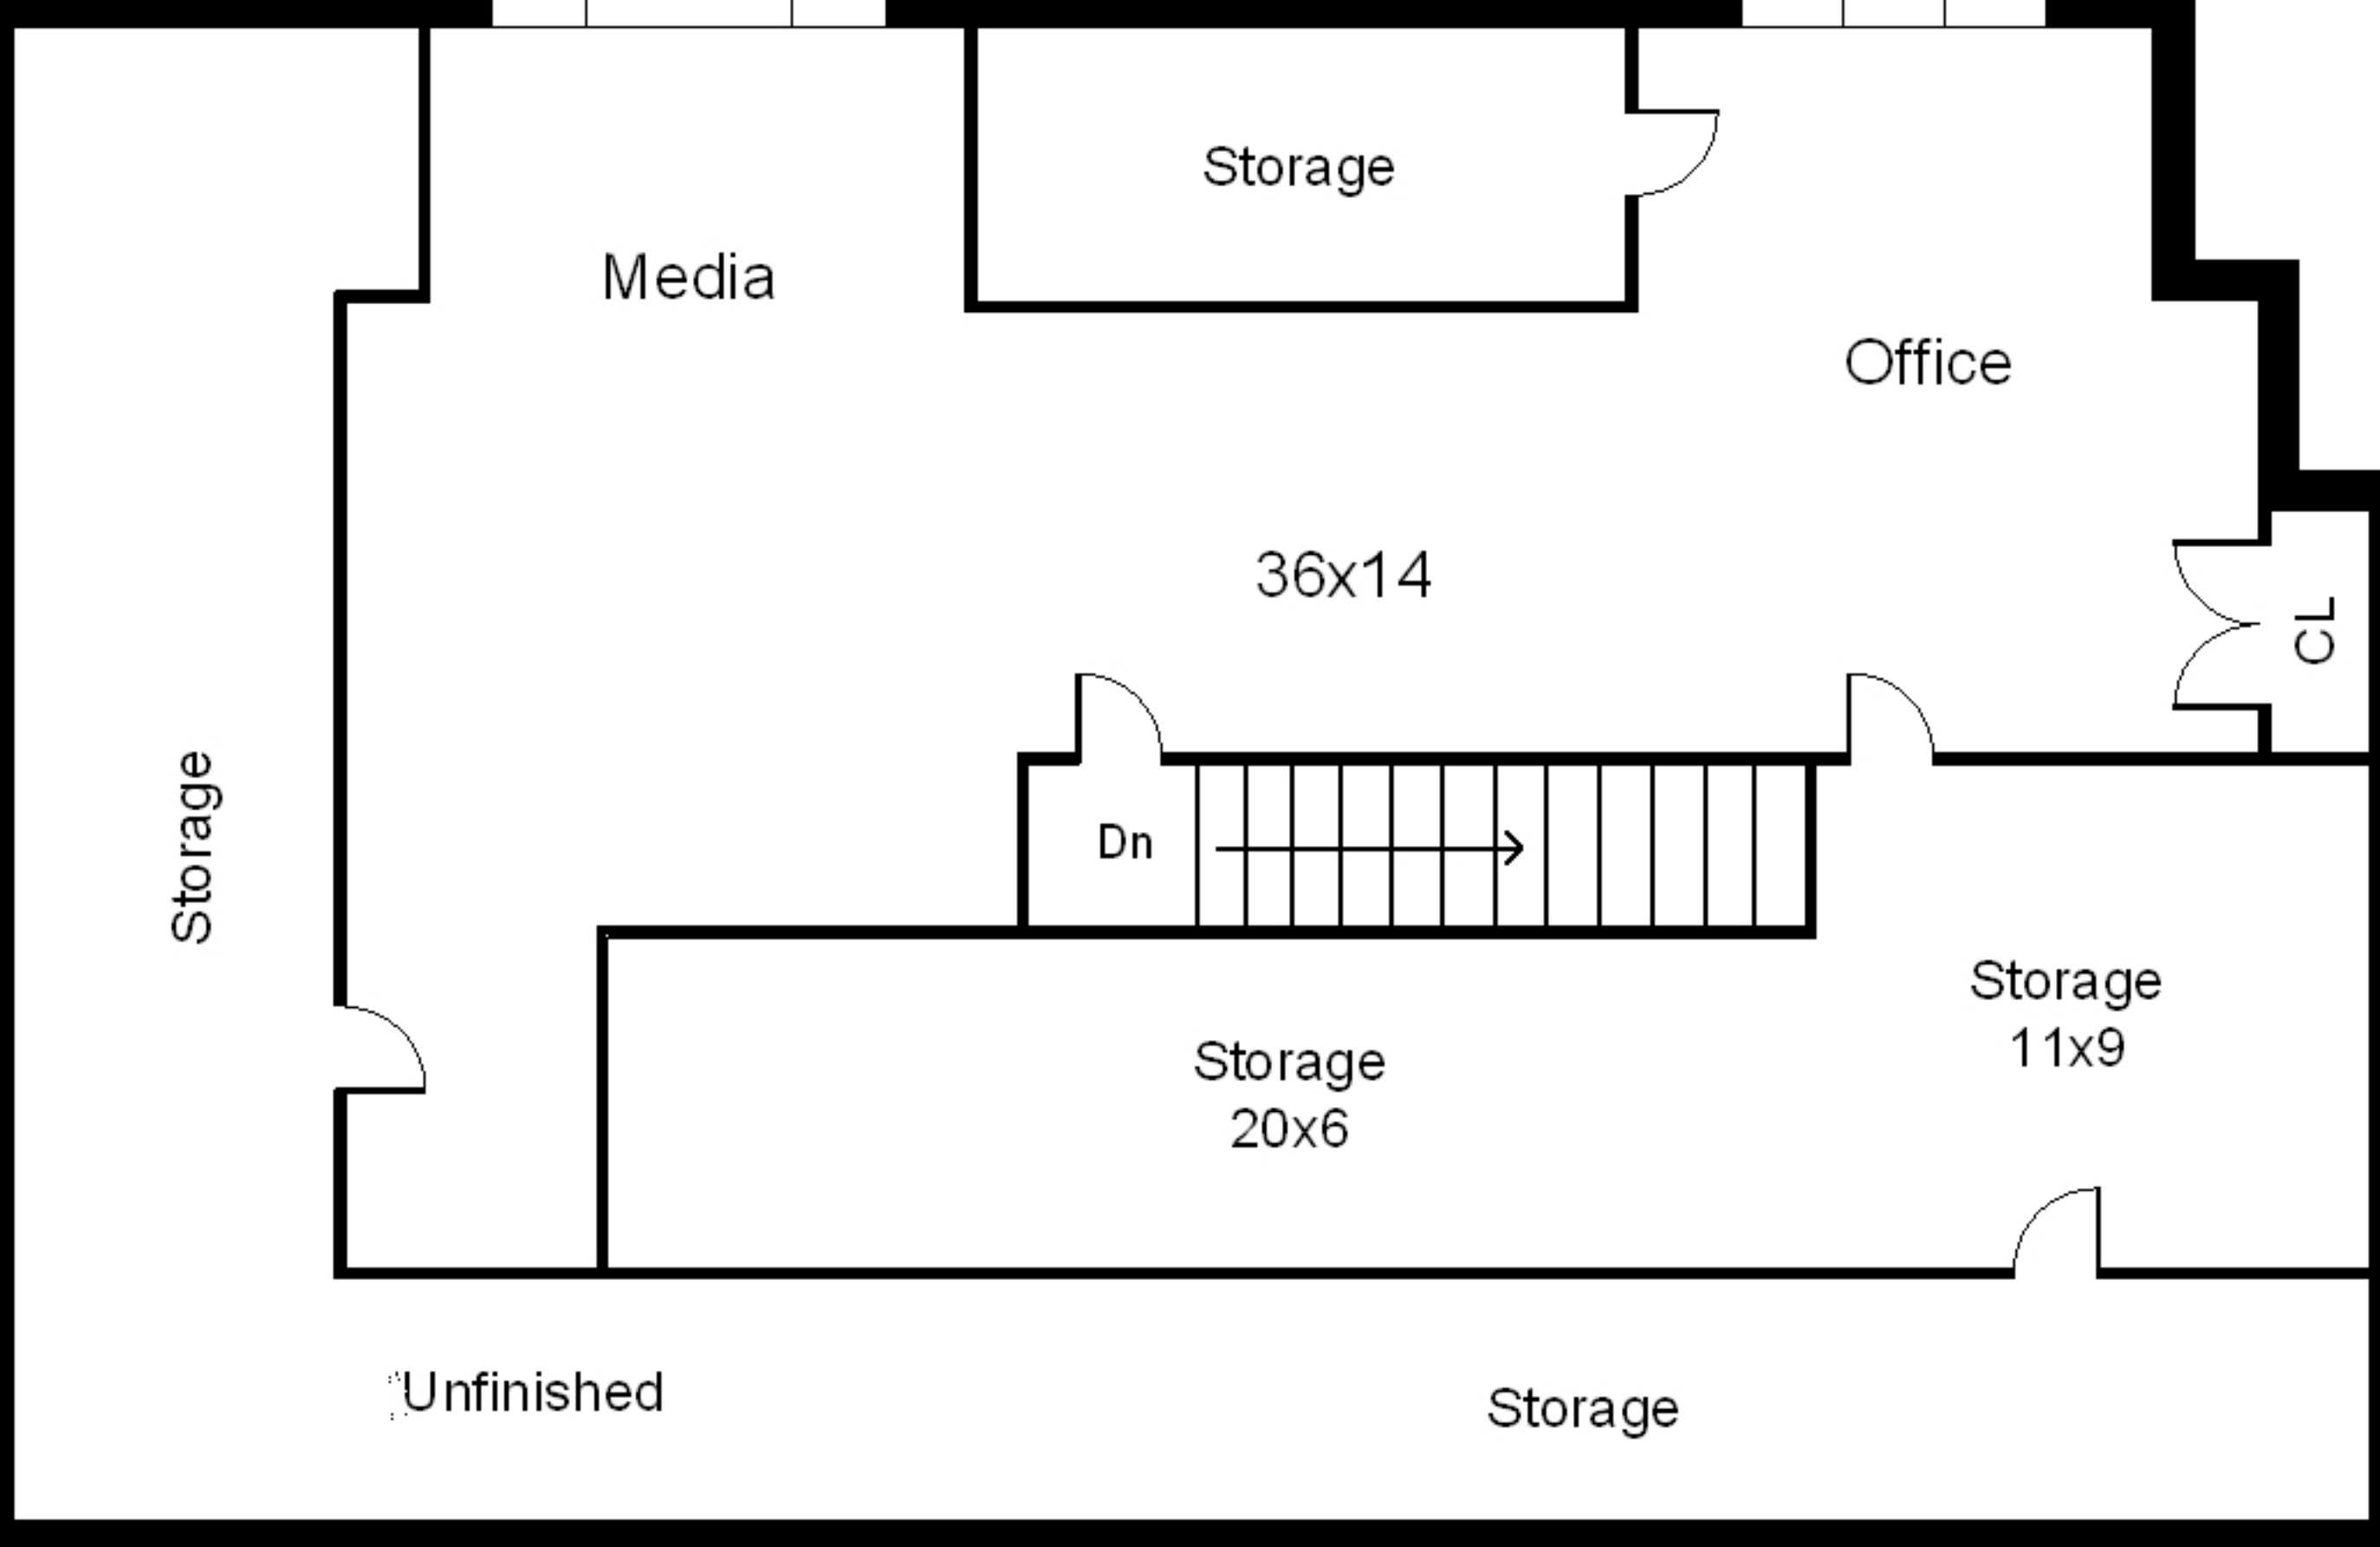 Storage
Media
Office
36x14
CL
Storage
Dn
Storage
11x9
Storage
20x6
Unfinished
Storage